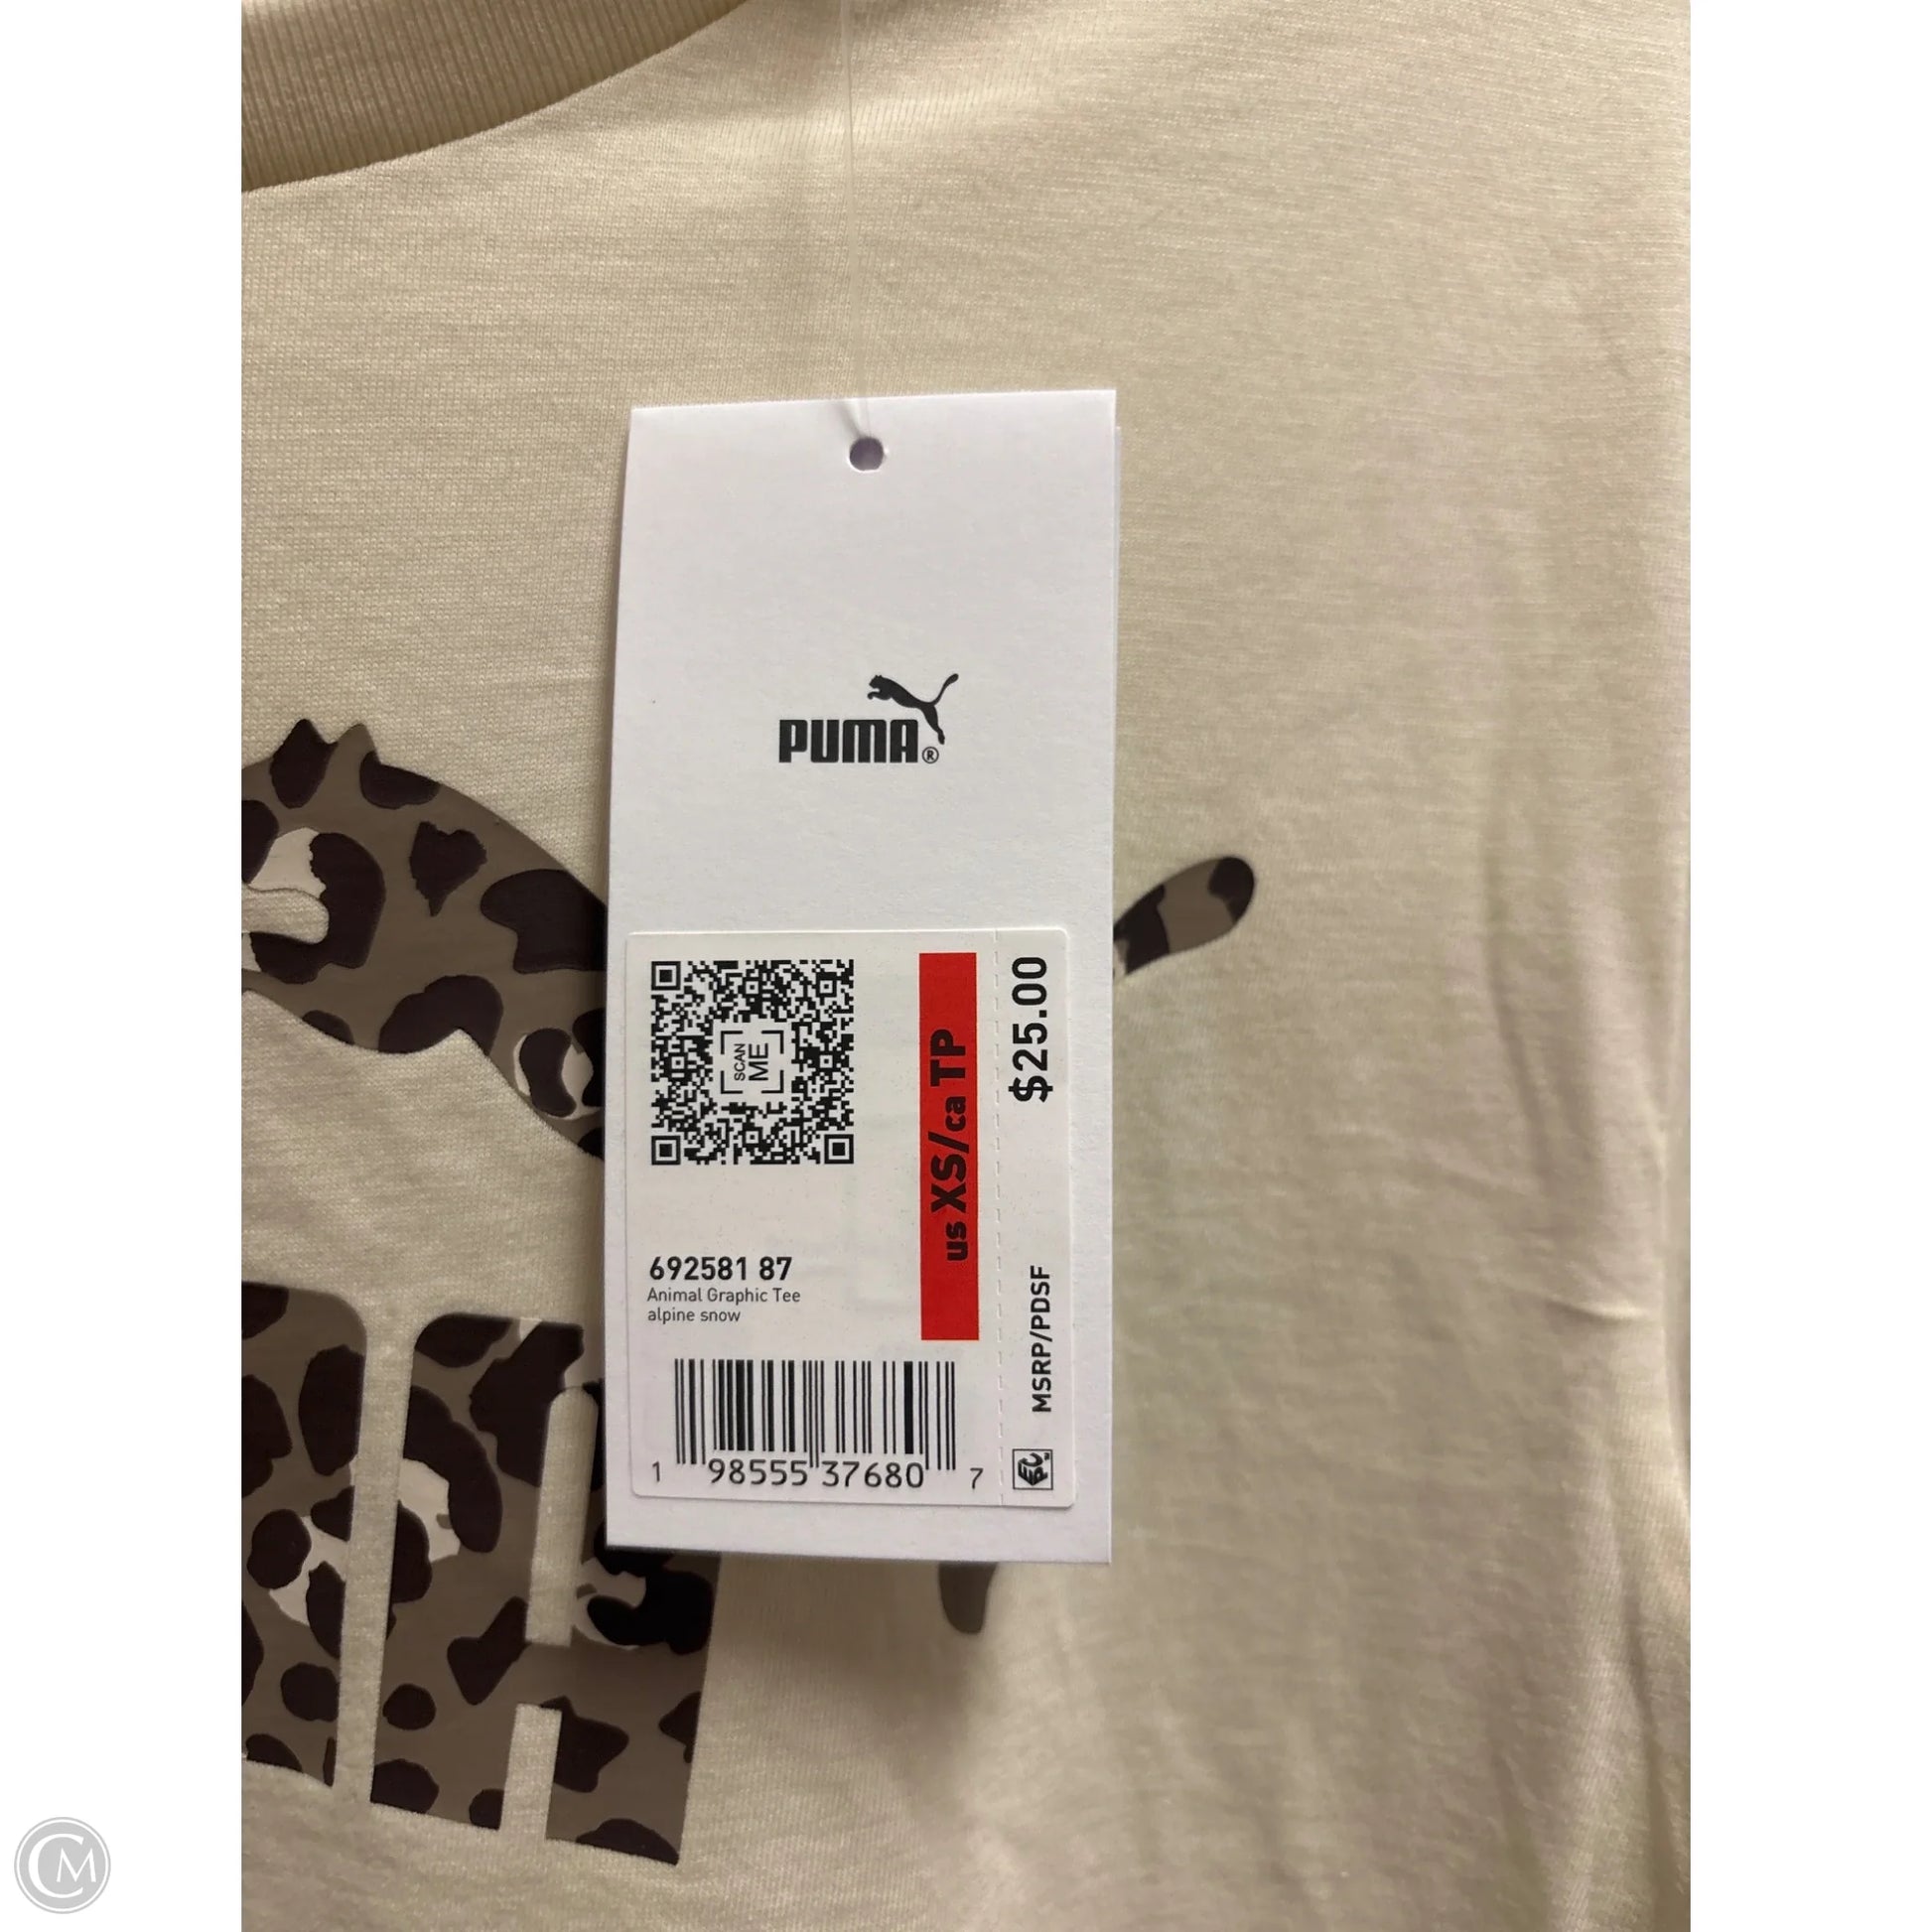 PUMA®
SCAN
ME
us XS/ca TP
$25.00
MSRP/PDSF
692581 87
Animal Graphic Tee
alpine snow
1 98555 37680 7
CM